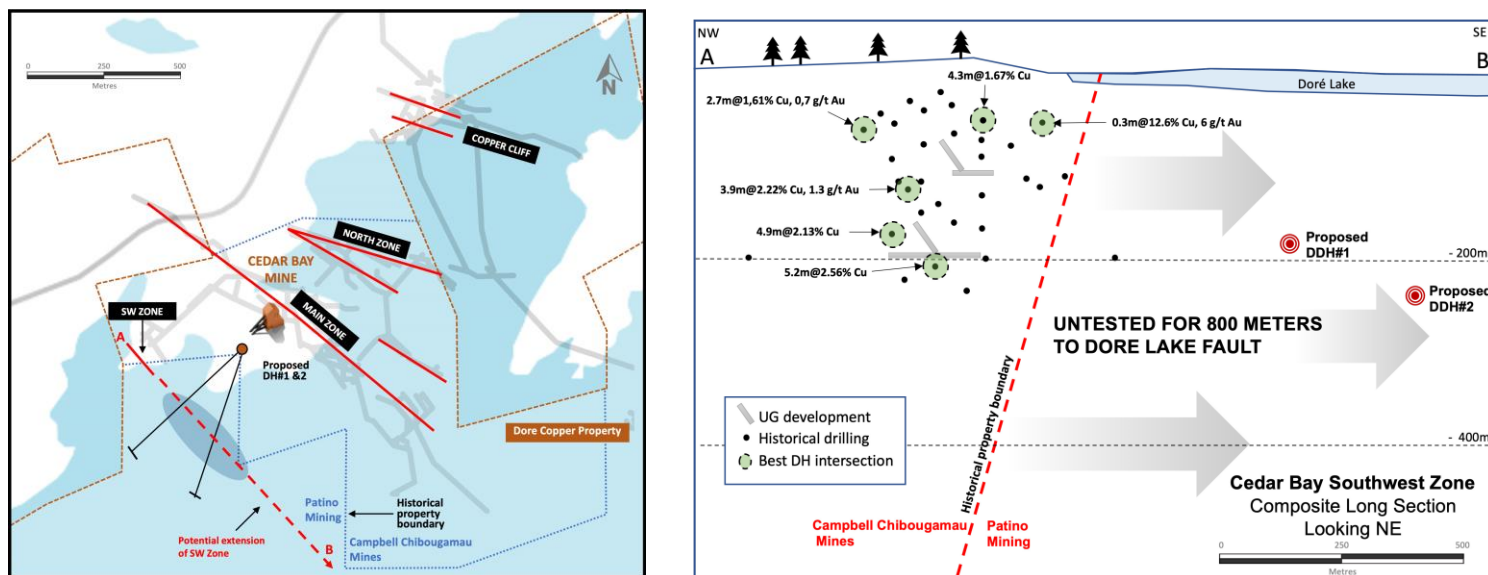 0 250 500
Metres
N
COPPER CLIFF
NORTH ZONE
CEDAR BAY
MINE
MAIN ZONE
SW ZONE
A
Proposed
DH#1 &2
Dore Copper Property
Patino
Mining
Historical
property
boundary
Campbell Chibougamau
Mines
Potential extension
of SW Zone
B
NW
SE
A
B
4.3m@1.67% Cu
Doré Lake
2.7m@1,61% Cu, 0,7 g/t Au
0.3m@12.6% Cu, 6 g/t Au
3.9m@2.22% Cu, 1.3 g/t Au
4.9m@2.13% Cu
Proposed
DDH#1
- 200m
5.2m@2.56% Cu
Proposed
DDH#2
UNTESTED FOR 800 METERS
TO DORE LAKE FAULT
Historical property boundary
UG development
Historical drilling
Best DH intersection
- 400m
Cedar Bay Southwest Zone
Composite Long Section
Looking NE
Campbell Chibougamau
Mines
Patino
Mining
0 250 500
Metres